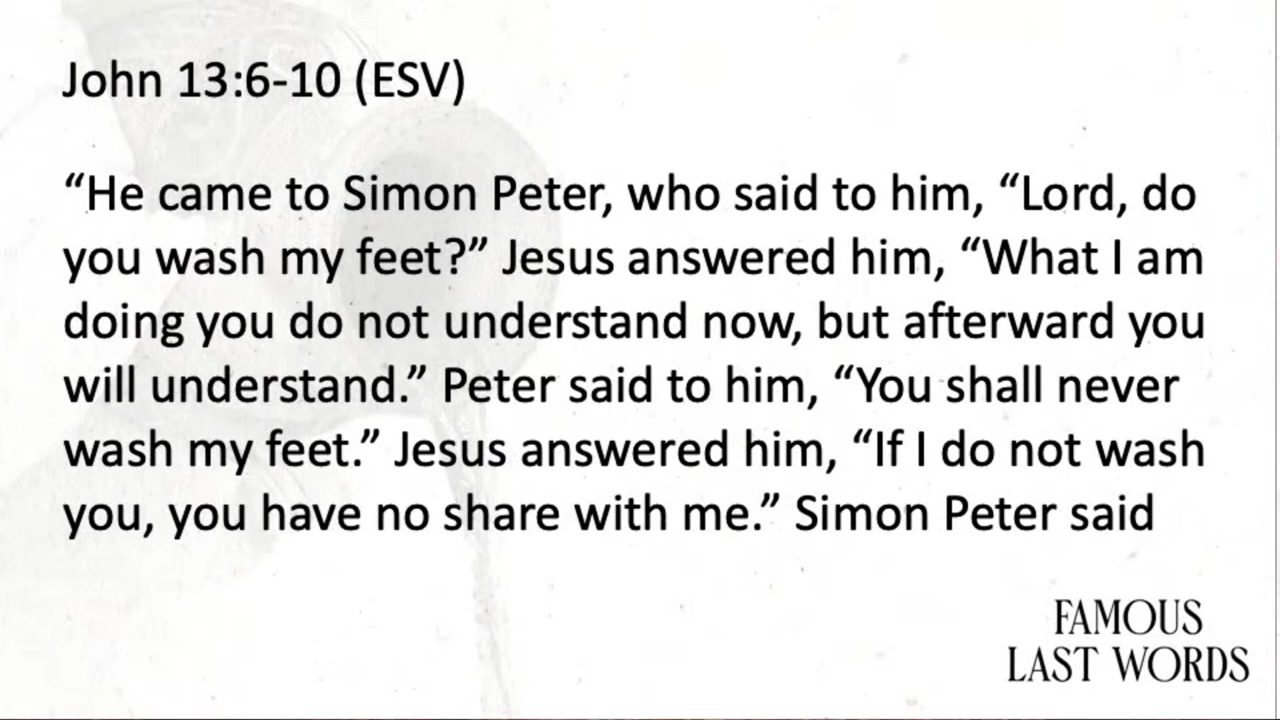 John 13:6-10 (ESV)
“He came to Simon Peter, who said to him, “Lord, do
you wash my feet?” Jesus answered him, “What I am
doing you do not understand now, but afterward you
will understand.” Peter said to him, “You shall never
wash my feet.” Jesus answered him, “If I do not wash
you, you have no share with me.” Simon Peter said
FAMOUS
LAST WORDS